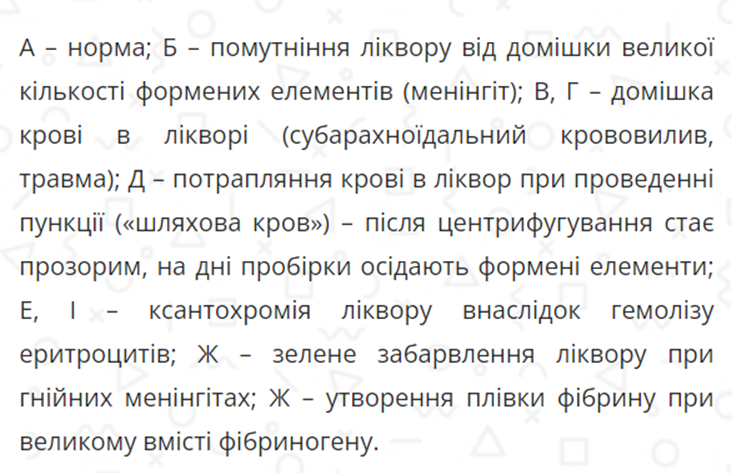 А – норма; Б – помутніння ліквору від домішки великої
кількості формених елементів (менінгіт); В, Г – домішка
крові в лікворі (субарахноїдальний крововилив,
травма); Д – потрапляння крові в ліквор при проведенні
пункції («шляхова кров») – після центрифугування стає
прозорим, на дні пробірки осідають формені елементи;
Е, І – ксантохромія ліквору внаслідок гемолізу
еритроцитів; Ж – зелене забарвлення ліквору при
гнійних менінгітах; Ж – утворення плівки фібрину при
великому вмісті фібриногену.